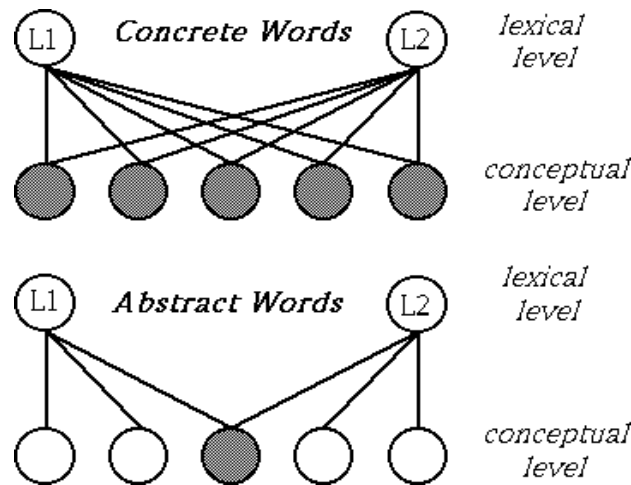 L1 Concrete Words L2 lexical
level
conceptual
level
L1 Abstract Words L2 lexical
level
conceptual
level